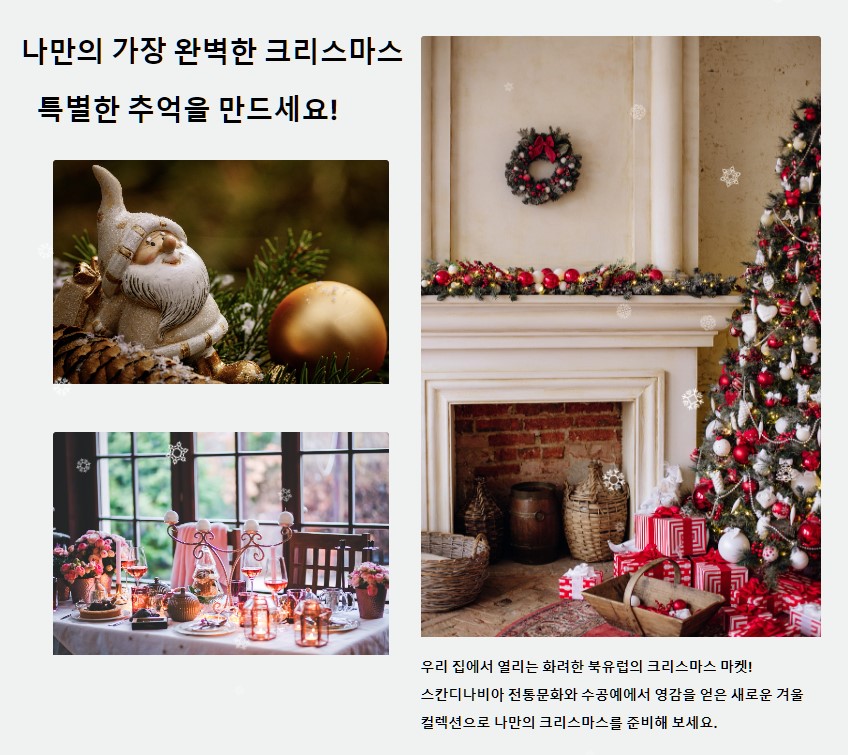 나만의 가장 완벽한 크리스마스
특별한 추억을 만드세요!
우리 집에서 열리는 화려한 북유럽의 크리스마스 마켓!
스칸디나비아 전통문화와 수공예에서 영감을 얻은 새로운 겨울
컬렉션으로 나만의 크리스마스를 준비해 보세요.